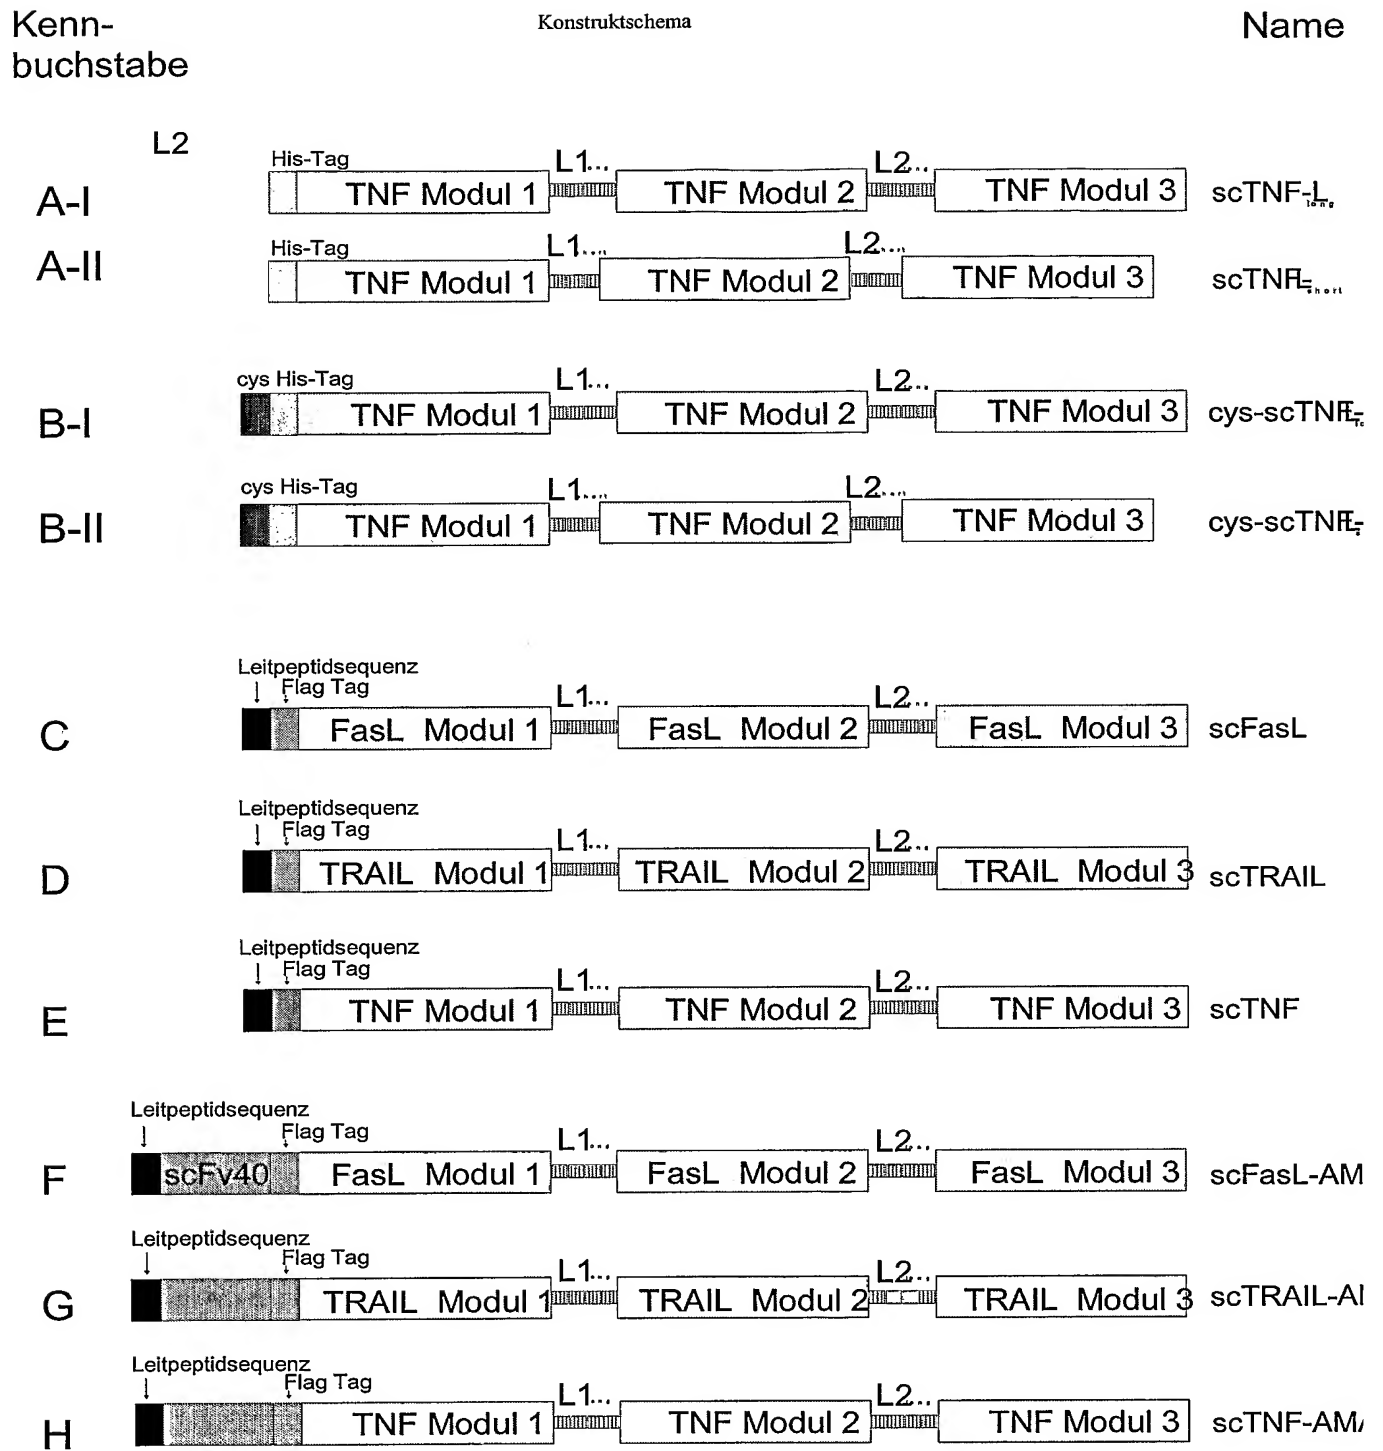 Kenn-
buchstabe
Konstruktschema
Name
L2
His-Tag
L1...
L2...
A-I
TNF Modul 1
TNF Modul 2
TNF Modul 3
scTNF-L
long
His-Tag
L1....
L2....
A-II
TNF Modul 1
TNF Modul 2
TNF Modul 3
short
cys His-Tag
L1...
L2...
B-I
TNF Modul 1
TNF Modul 2
TNF Modul 3
cys His-Tag
L1....
L2....
B-II
TNF Modul 1
TNF Modul 2
TNF Modul 3
Leitpeptidsequenz
Flag Tag
L1...
L2...
C
FasL Modul 1
FasL Modul 2
FasL Modul 3
scFasL
Leitpeptidsequenz
Flag Tag
L1...
L2...
D
TRAIL Modul 1
TRAIL Modul 2
TRAIL Modul 3
scTRAIL
Leitpeptidsequenz
Flag Tag
L1...
L2...
E
TNF Modul 1
TNF Modul 2
TNF Modul 3
scTNF
Leitpeptidsequenz
Flag Tag
L1...
L2...
F
scFv40
FasL Modul 1
FasL Modul 2
FasL Modul 3
scFasL-AM
Leitpeptidsequenz
Flag Tag
L1...
L2...
G
TRAIL Modul 1
TRAIL Modul 2
TRAIL Modul 3
Leitpeptidsequenz
Flag Tag
L1...
L2...
H
TNF Modul 1
TNF Modul 2
TNF Modul 3